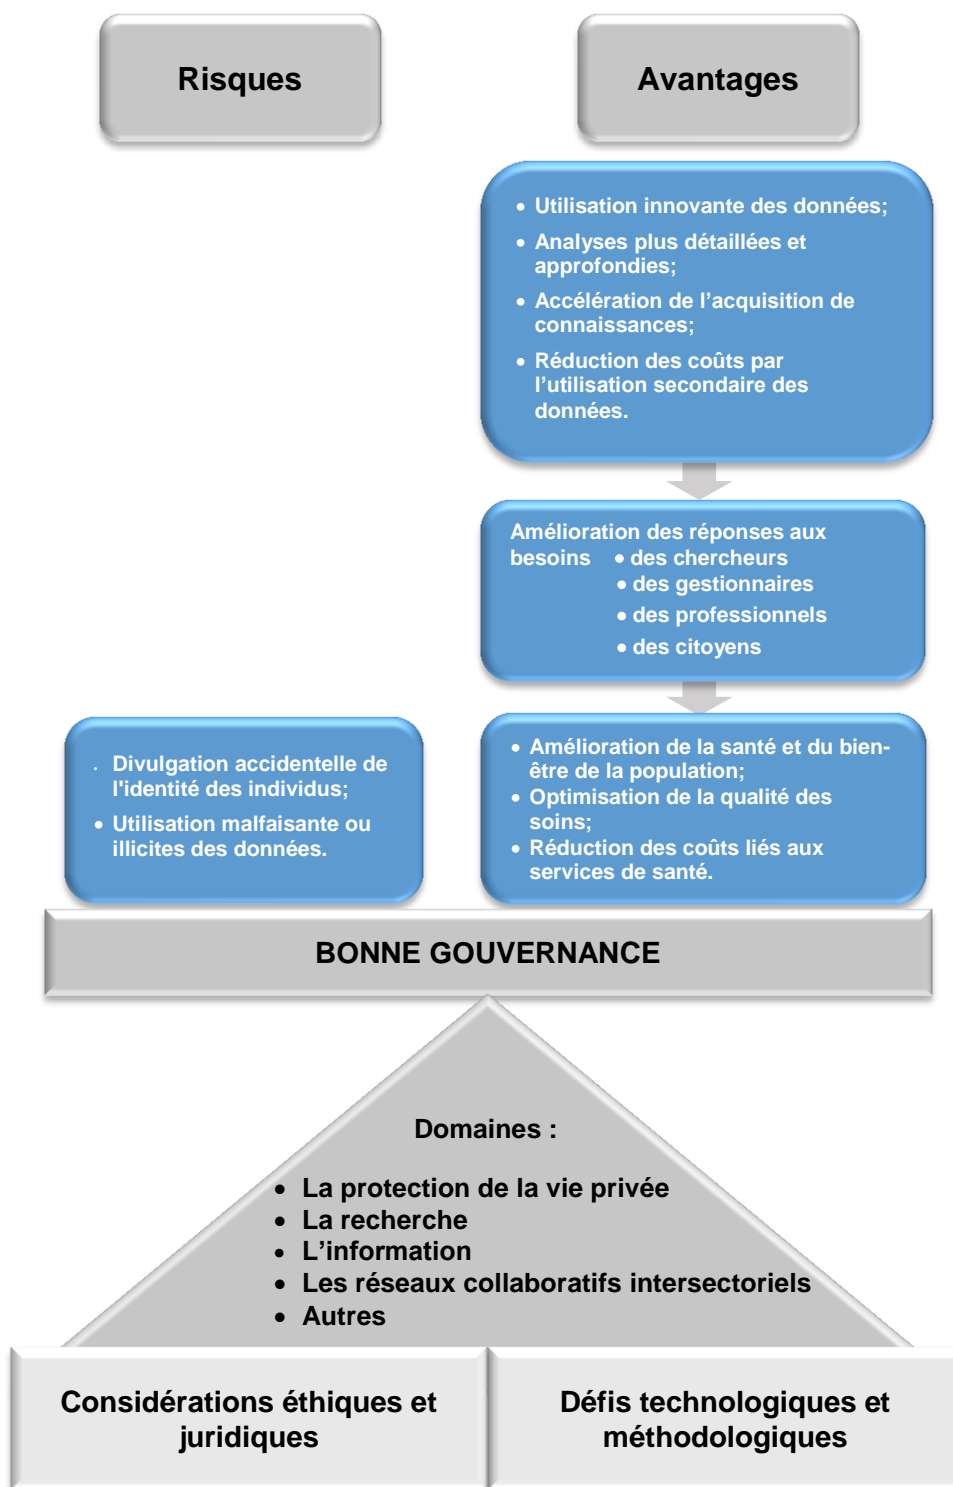 Risques
Avantages
• Utilisation innovante des données;
• Analyses plus détaillées et
approfondies;
• Accélération de l’acquisition de
connaissances;
• Réduction des coûts par
l’utilisation secondaire des
données.
Amélioration des réponses aux
besoins • des chercheurs
• des gestionnaires
• des professionnels
• des citoyens
• Divulgation accidentelle de
l'identité des individus;
• Utilisation malfaisante ou
illicites des données.
• Amélioration de la santé et du bien-
être de la population;
• Optimisation de la qualité des
soins;
• Réduction des coûts liés aux
services de santé.
BONNE GOUVERNANCE
Domaines :
• La protection de la vie privée
• La recherche
• L’information
• Les réseaux collaboratifs intersectoriels
• Autres
Considérations éthiques et
juridiques
Défis technologiques et
méthodologiques